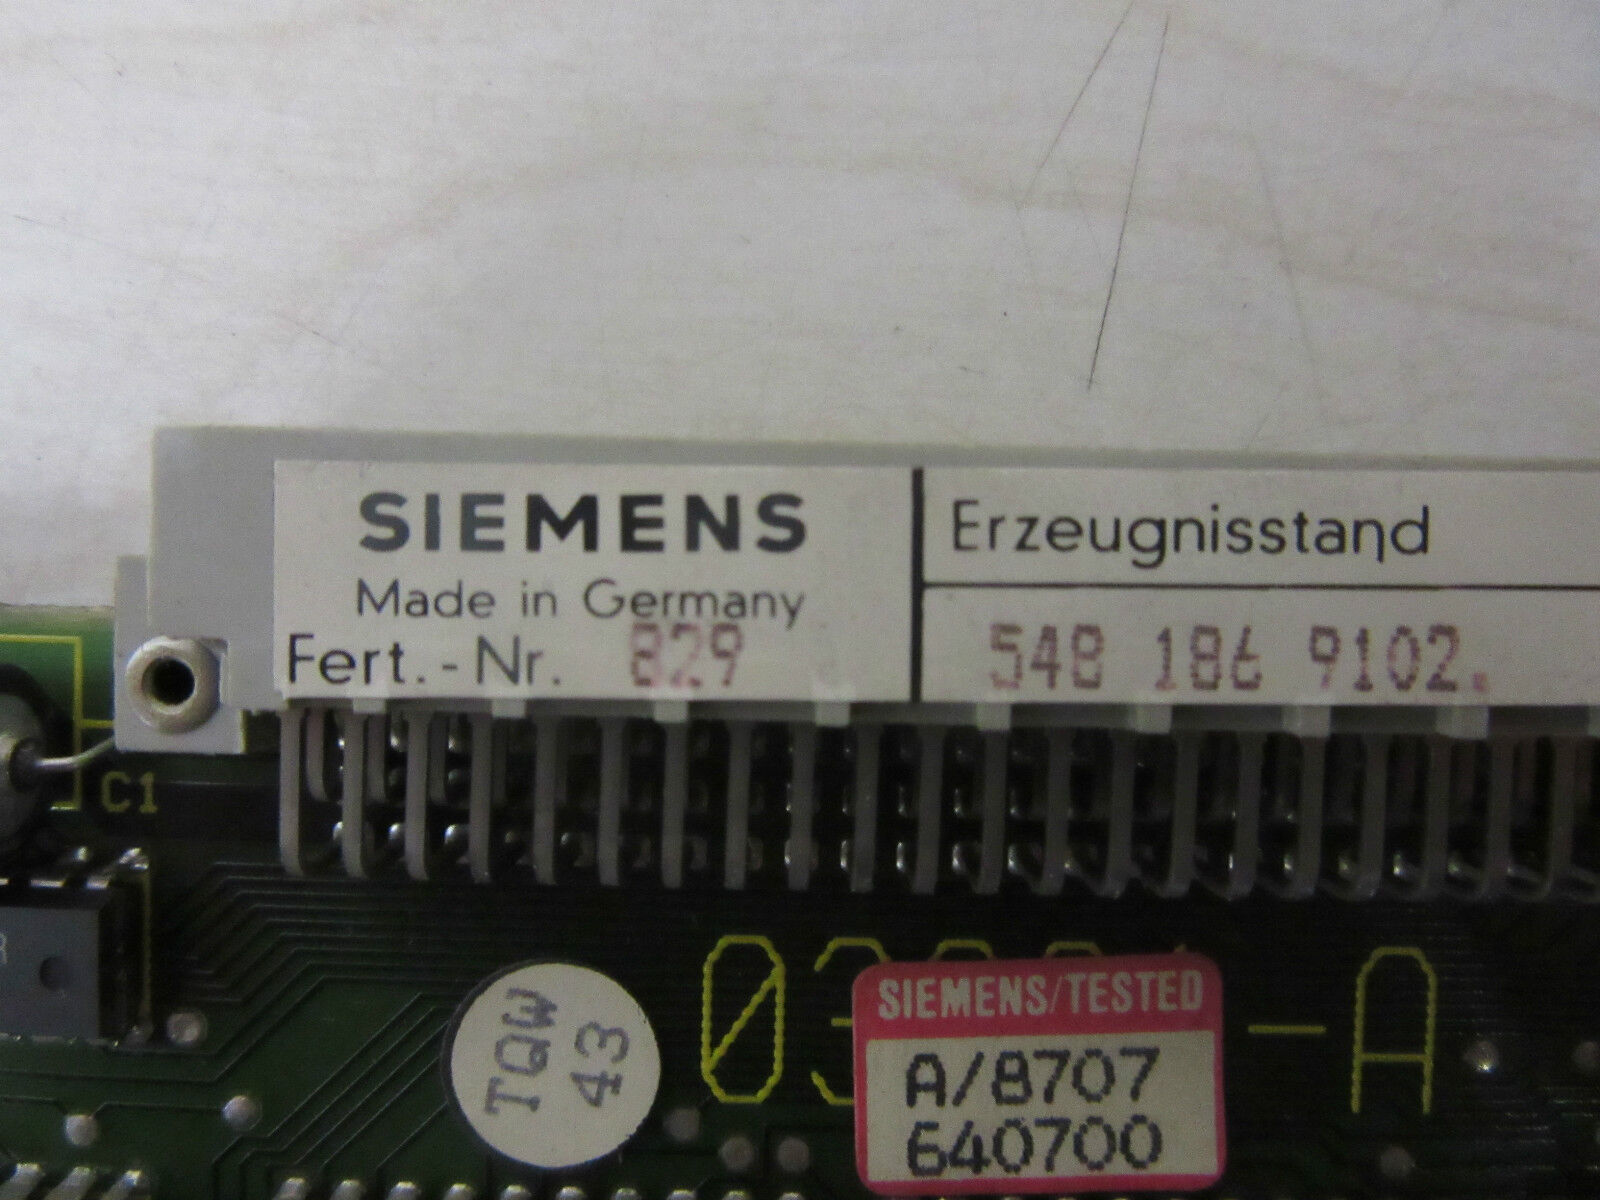 SIEMENS
Made in Germany
Fert.-Nr. 829
Erzeugnisstand
548 186 9102.
C1
TQW
43
SIEMENS/TESTED
A/8707
640700
-A